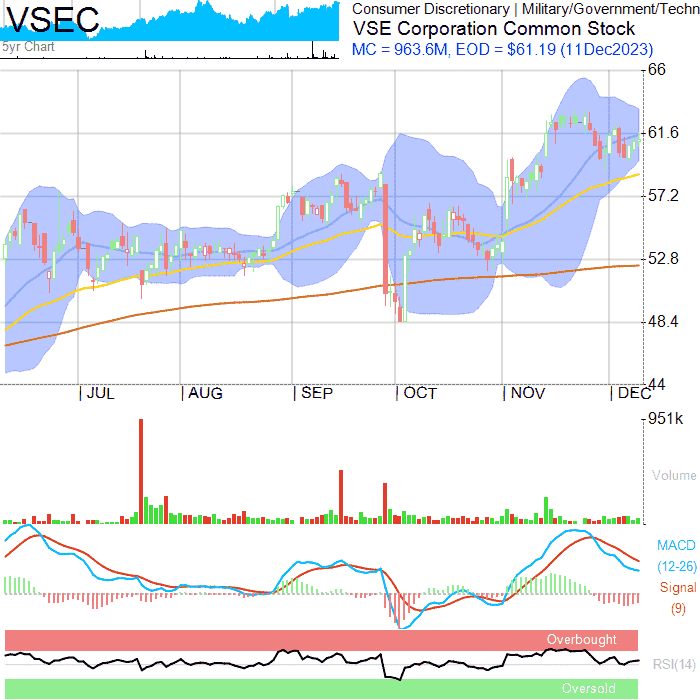 VSEC
5yr Chart
Consumer Discretionary | Military/Government/Techn
VSE Corporation Common Stock
MC = 963.6M, EOD = $61.19 (11Dec2023)
66
61.6
57.2
52.8
48.4
44
| JUL | AUG | SEP | OCT | NOV | DEC
951k
Volume
MACD
(12-26)
Signal
(9)
Overbought
RSI(14)
Oversold